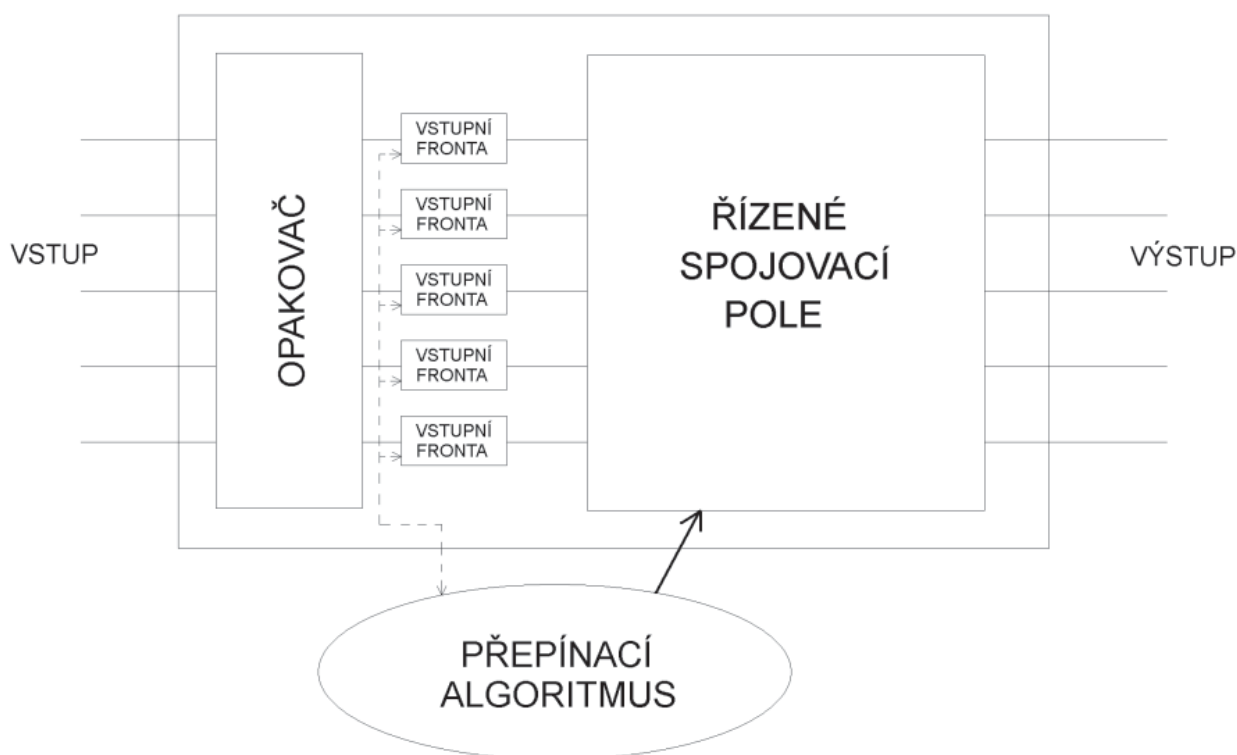 VSTUP
OPAKOVAČ
VSTUPNÍ
FRONTA
VSTUPNÍ
FRONTA
VSTUPNÍ
FRONTA
VSTUPNÍ
FRONTA
VSTUPNÍ
FRONTA
ŘÍZENÉ
SPOJOVACÍ
POLE
VÝSTUP
PŘEPÍNACÍ
ALGORITMUS